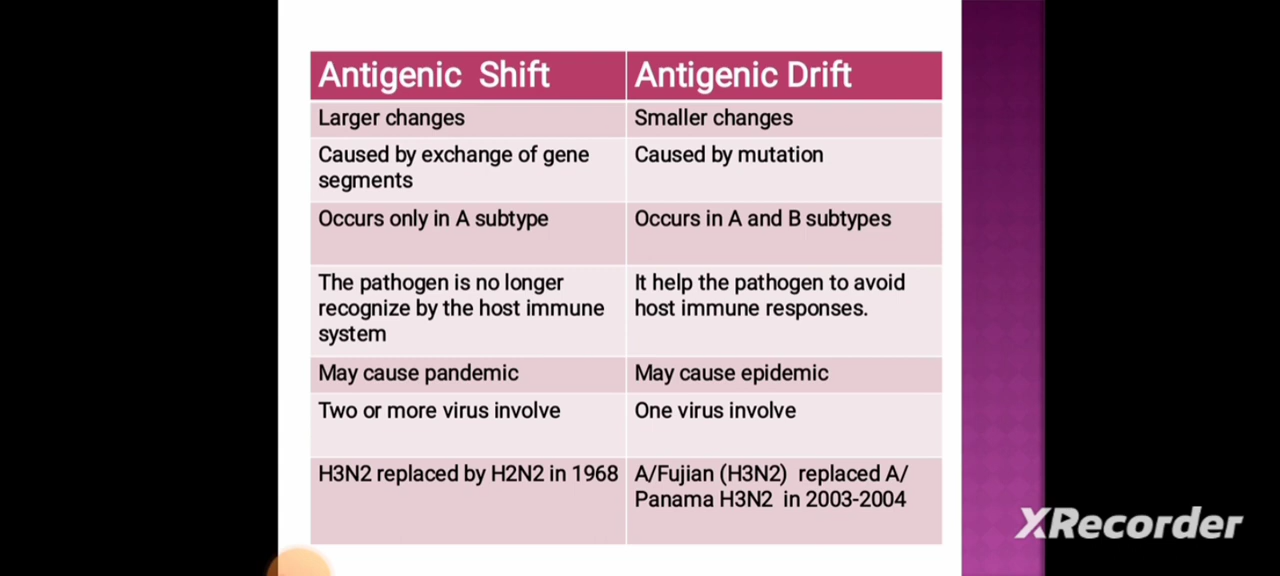 Antigenic Shift
Antigenic Drift
Larger changes
Smaller changes
Caused by exchange of gene
segments
Caused by mutation
Occurs only in A subtype
Occurs in A and B subtypes
The pathogen is no longer
recognize by the host immune
system
It help the pathogen to avoid
host immune responses.
May cause pandemic
May cause epidemic
Two or more virus involve
One virus involve
H3N2 replaced by H2N2 in 1968
A/Fujian (H3N2) replaced A/
Panama H3N2 in 2003-2004
XRecorder